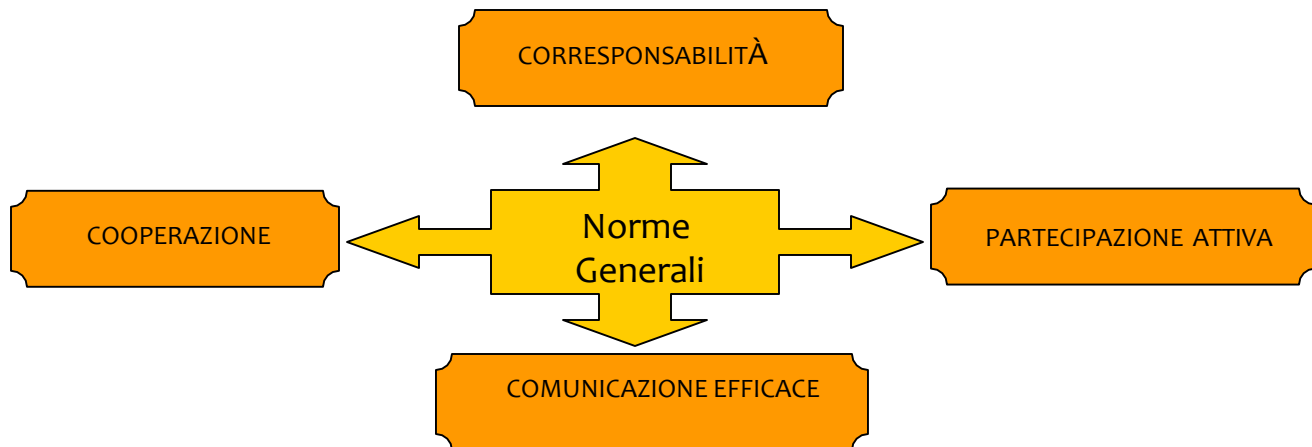 CORRESPONSABILITÀ
COOPERAZIONE
Norme
Generali
PARTECIPAZIONE ATTIVA
COMUNICAZIONE EFFICACE